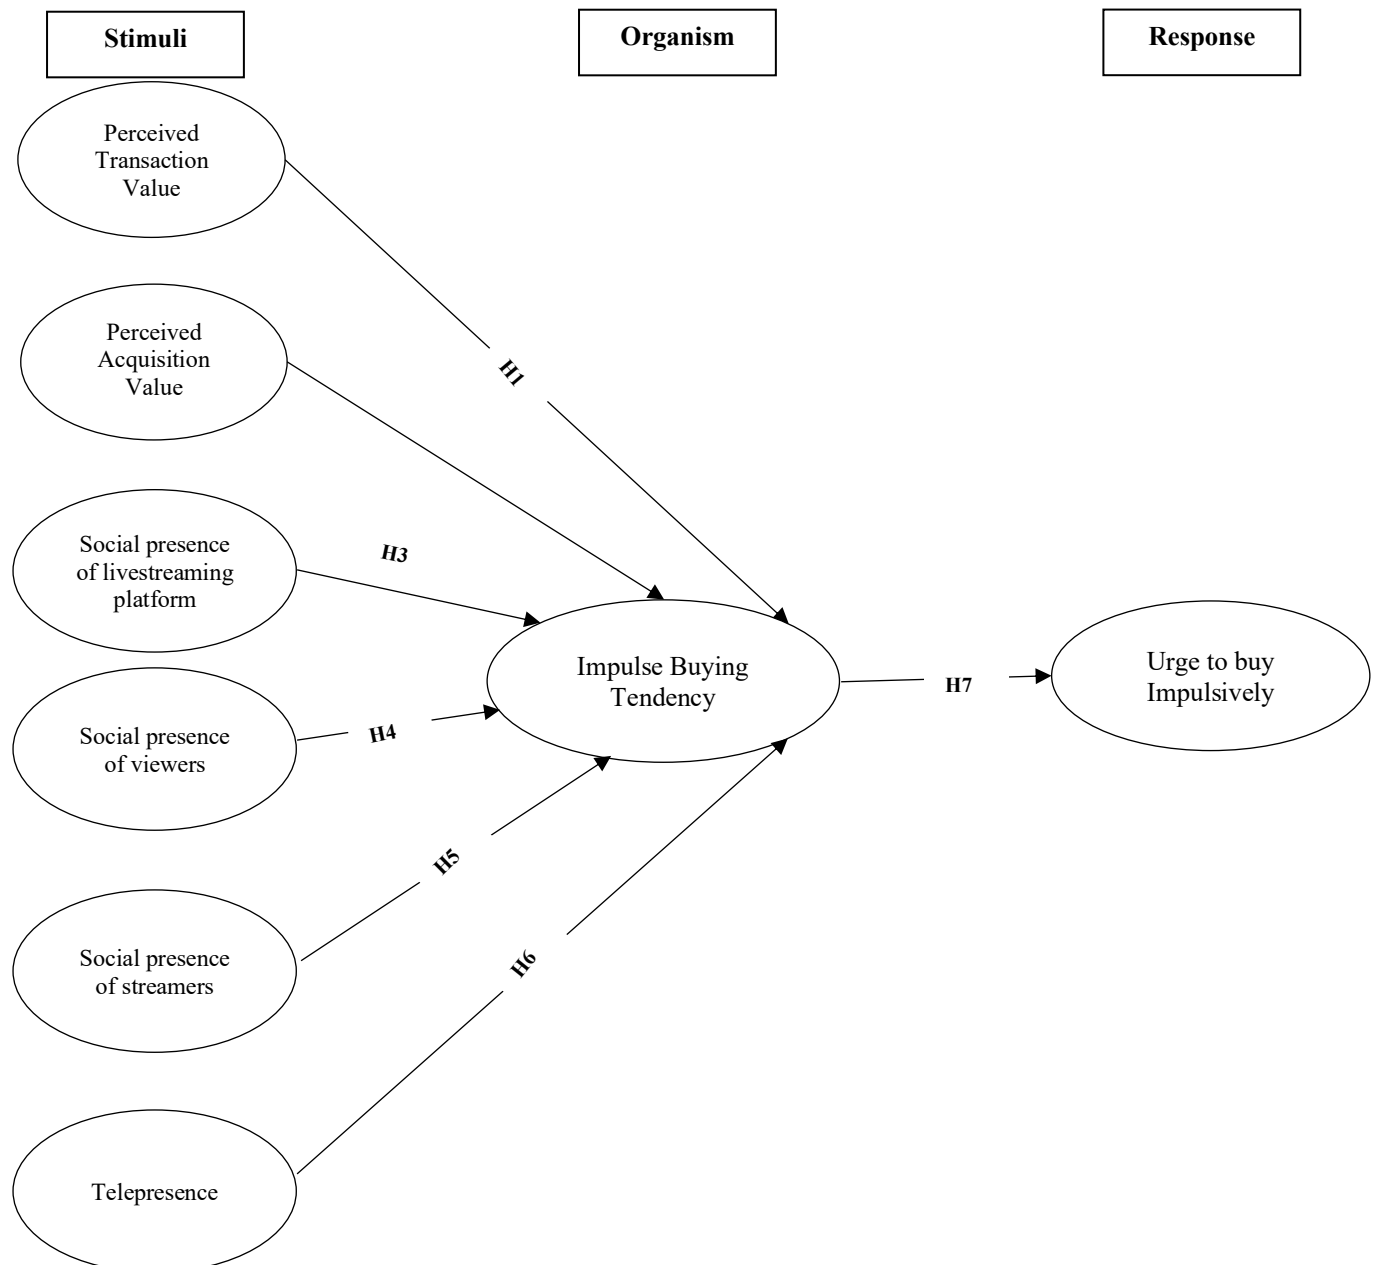 Stimuli
Organism
Response
Perceived
Transaction
Value
H1
Perceived
Acquisition
Value
Social presence
of livestreaming
platform
H3
Impulse Buying
Tendency
H7
Urge to buy
Impulsively
Social presence
of viewers
H4
H5
Social presence
of streamers
H6
Telepresence